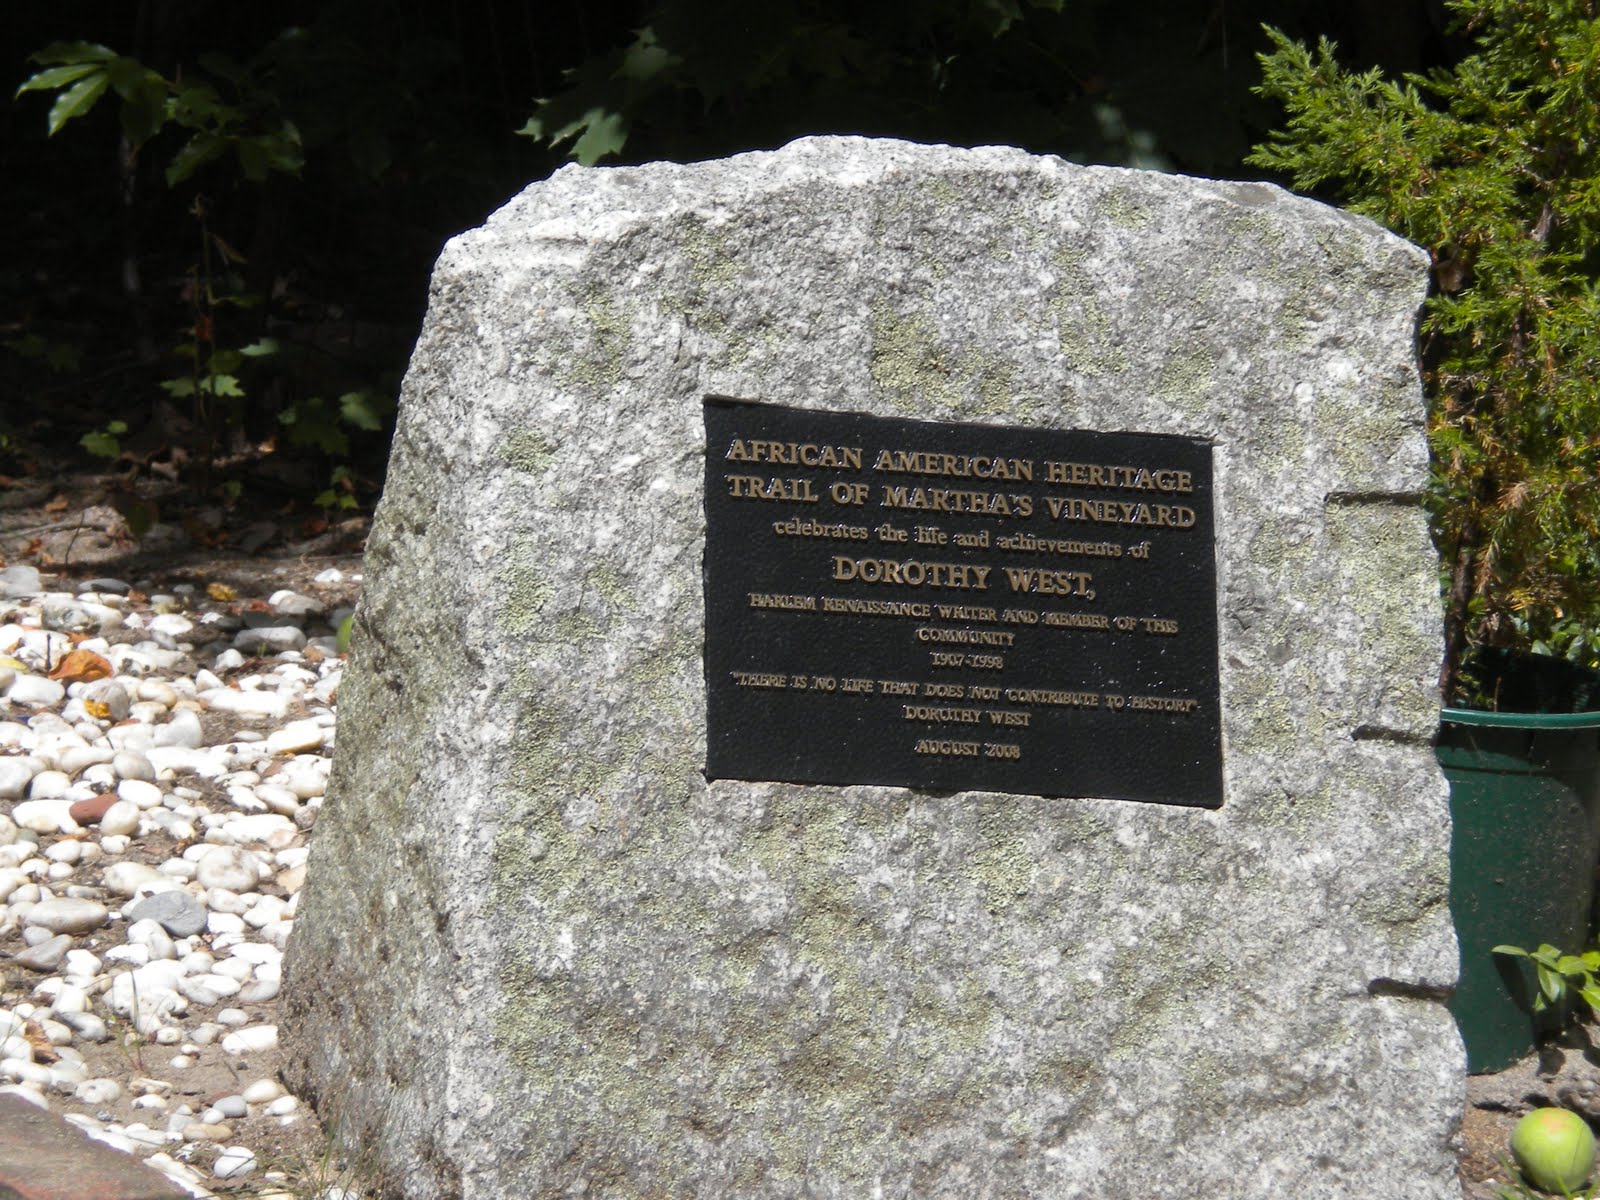 AFRICAN AMERICAN HERITAGE
TRAIL OF MARTHA'S VINEYARD
celebrates the life and achievements of
DOROTHY WEST,
HARLEM RENAISSANCE WRITER AND MEMBER OF THIS
COMMUNITY
1907-1998
"THERE IS NO LIFE THAT DOES NOT CONTRIBUTE TO HISTORY"
DOROTHY WEST
AUGUST 2008